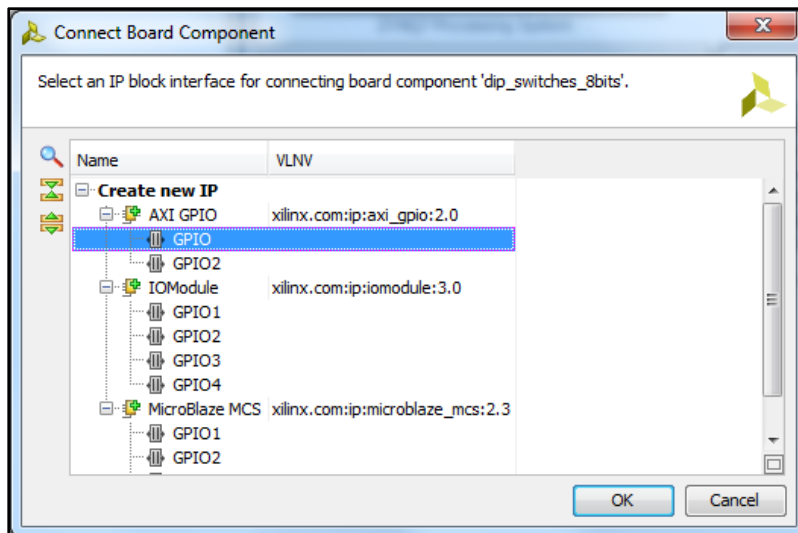 Connect Board Component
Select an IP block interface for connecting board component 'dip_switches_8bits'.
Name VLNV
Create new IP
AXI GPIO xilinx.com:ip:axi_gpio:2.0
GPIO
GPIO2
IOModule xilinx.com:ip:iomodule:3.0
GPIO1
GPIO2
GPIO3
GPIO4
MicroBlaze MCS xilinx.com:ip:microblaze_mcs:2.3
GPIO1
GPIO2
OK Cancel